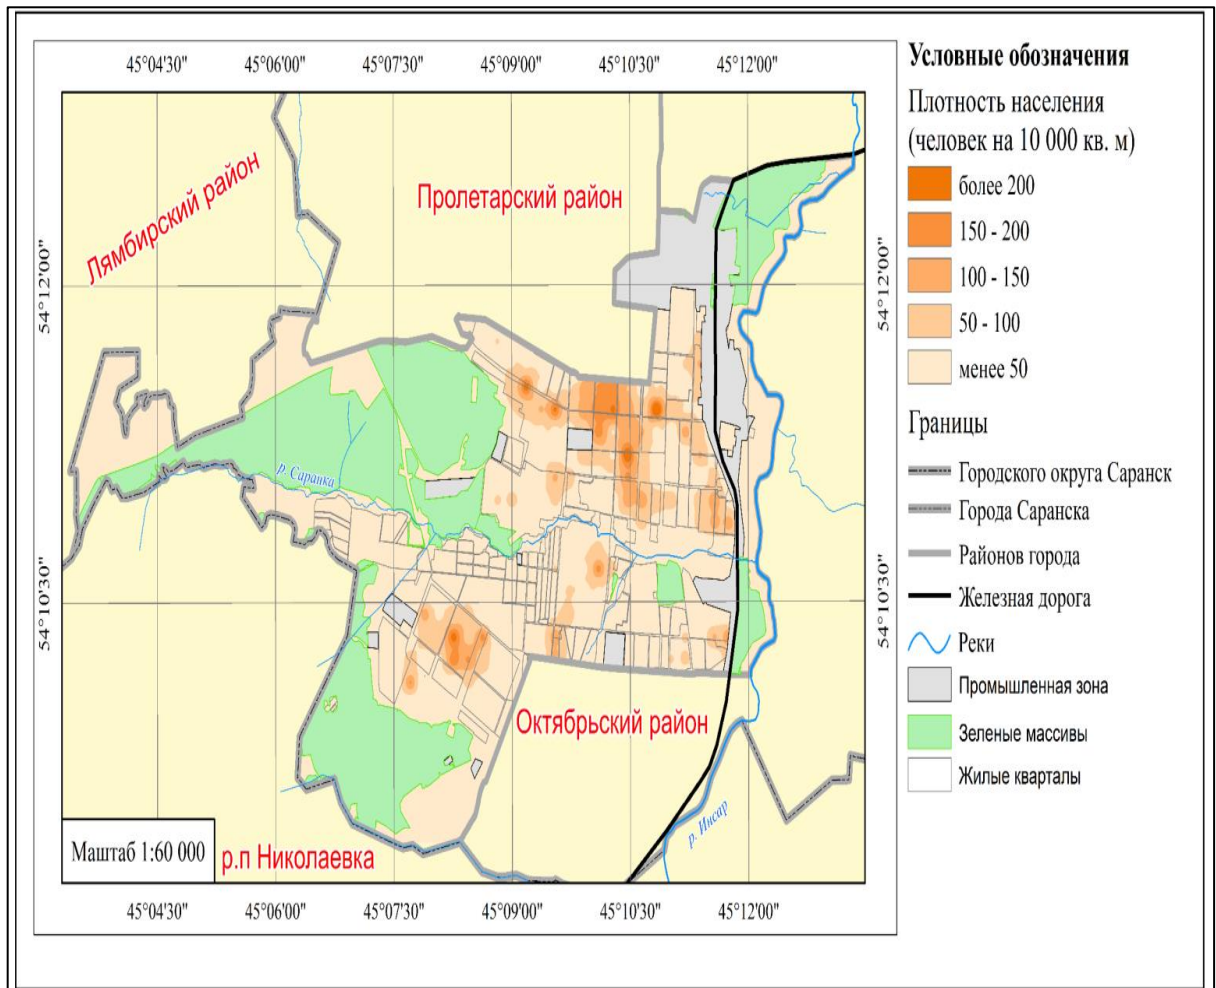 45°04'30" 45°06'00" 45°07'30" 45°09'00" 45°10'30" 45°12'00"
Лямбирский район
Пролетарский район
54°12'00"
54°12'00"
р. Саранка
54°10'30"
54°10'30"
Октябрьский район
р. Инсар
Маштаб 1:60 000
р.п Николаевка
45°04'30" 45°06'00" 45°07'30" 45°09'00" 45°10'30" 45°12'00"
Условные обозначения
Плотность населения
(человек на 10 000 кв. м)
более 200
150 - 200
100 - 150
50 - 100
менее 50
Границы
Городского округа Саранск
Города Саранска
Районов города
Железная дорога
Реки
Промышленная зона
Зеленые массивы
Жилые кварталы